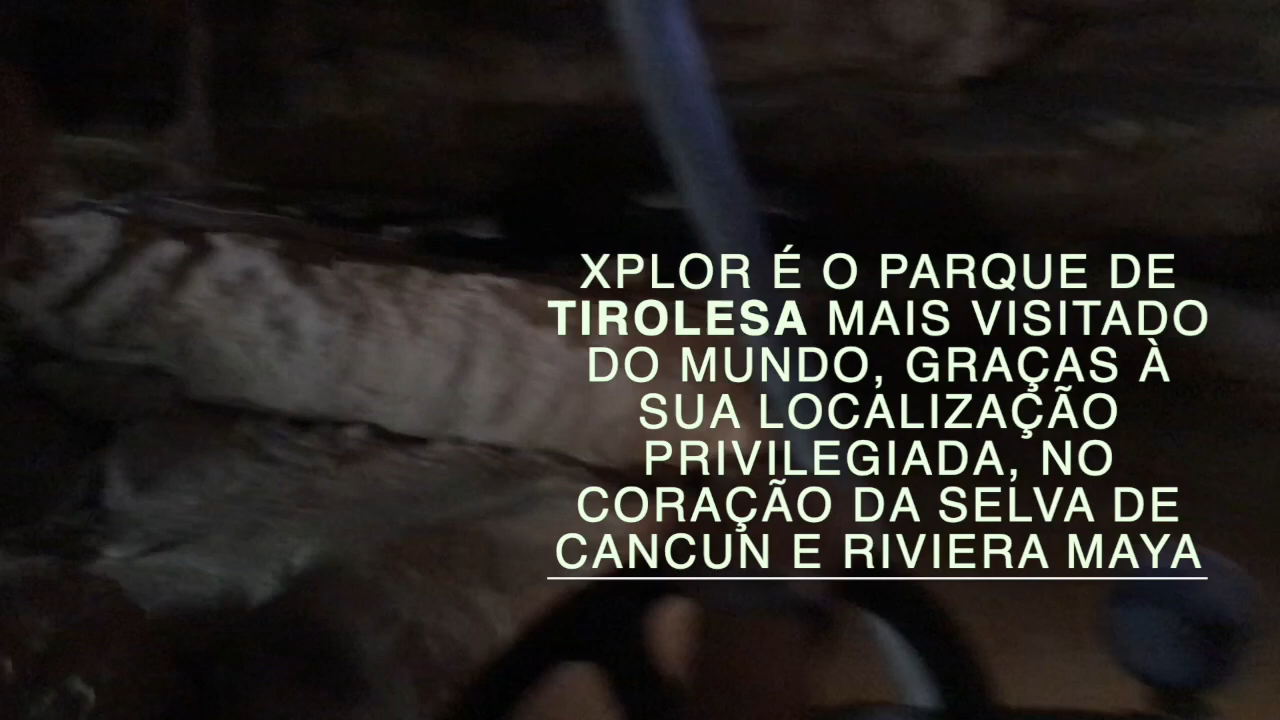 XPLOR É O PARQUE DE
TIROLESA MAIS VISITADO
DO MUNDO, GRAÇAS À
SUA LOCALIZAÇÃO
PRIVILEGIADA, NO
CORAÇÃO DA SELVA DE
CANCUN E RIVIERA MAYA